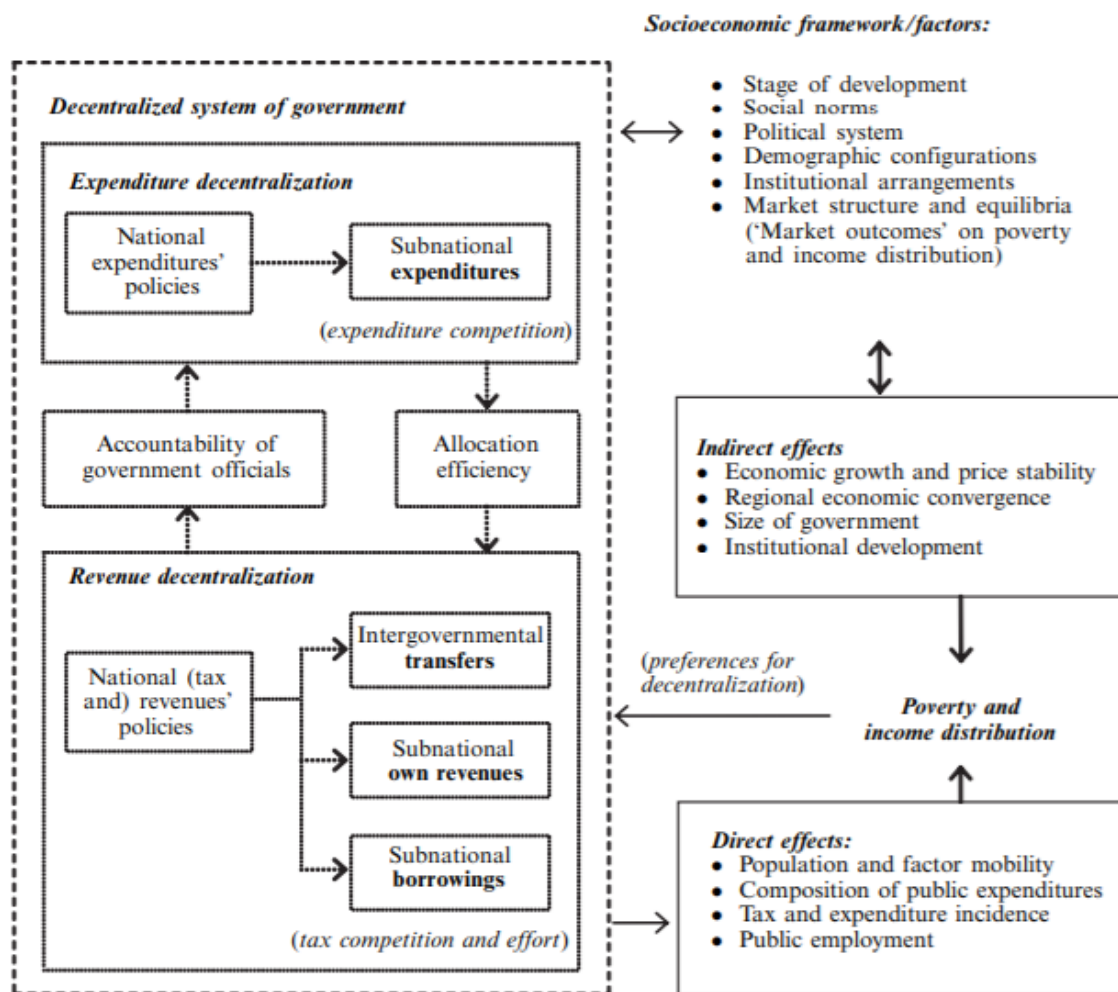 Socioeconomic framework/factors:
• Stage of development
• Social norms
• Political system
• Demographic configurations
• Institutional arrangements
• Market structure and equilibria
(‘Market outcomes’ on poverty
and income distribution)
Decentralized system of government
Expenditure decentralization
National
expenditures’
policies
Subnational
expenditures
(expenditure competition)
Accountability of
government officials
Allocation
efficiency
Revenue decentralization
National (tax
and) revenues’
policies
Intergovernmental
transfers
Subnational
own revenues
Subnational
borrowings
(tax competition and effort)
Indirect effects
• Economic growth and price stability
• Regional economic convergence
• Size of government
• Institutional development
(preferences for
decentralization)
Poverty and
income distribution
Direct effects:
• Population and factor mobility
• Composition of public expenditures
• Tax and expenditure incidence
• Public employment